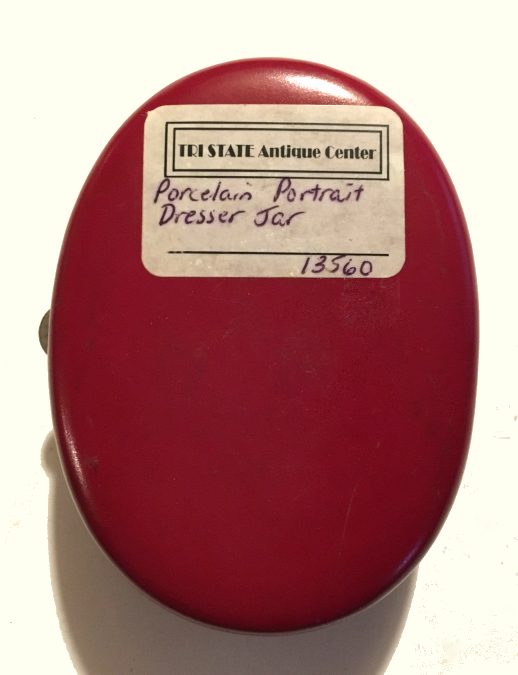 TRI STATE Antique Center
Porcelain Portrait
Dresser Jar
13560